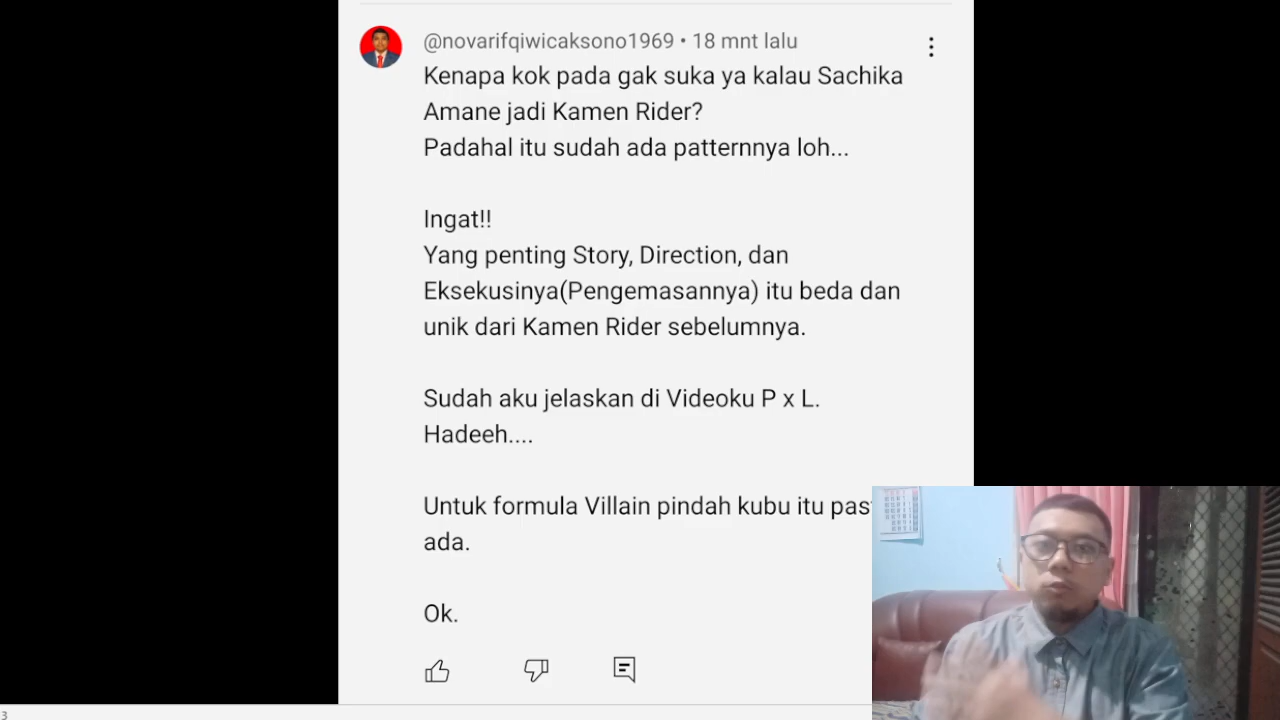 @novarifqiwicaksono1969 • 18 mnt lalu
Kenapa kok pada gak suka ya kalau Sachika
Amane jadi Kamen Rider?
Padahal itu sudah ada patternnya loh...
Ingat!!
Yang penting Story, Direction, dan
Eksekusinya(Pengemasannya) itu beda dan
unik dari Kamen Rider sebelumnya.
Sudah aku jelaskan di Videoku P x L.
Hadeeh....
Untuk formula Villain pindah kubu itu
ada.
Ok.
3